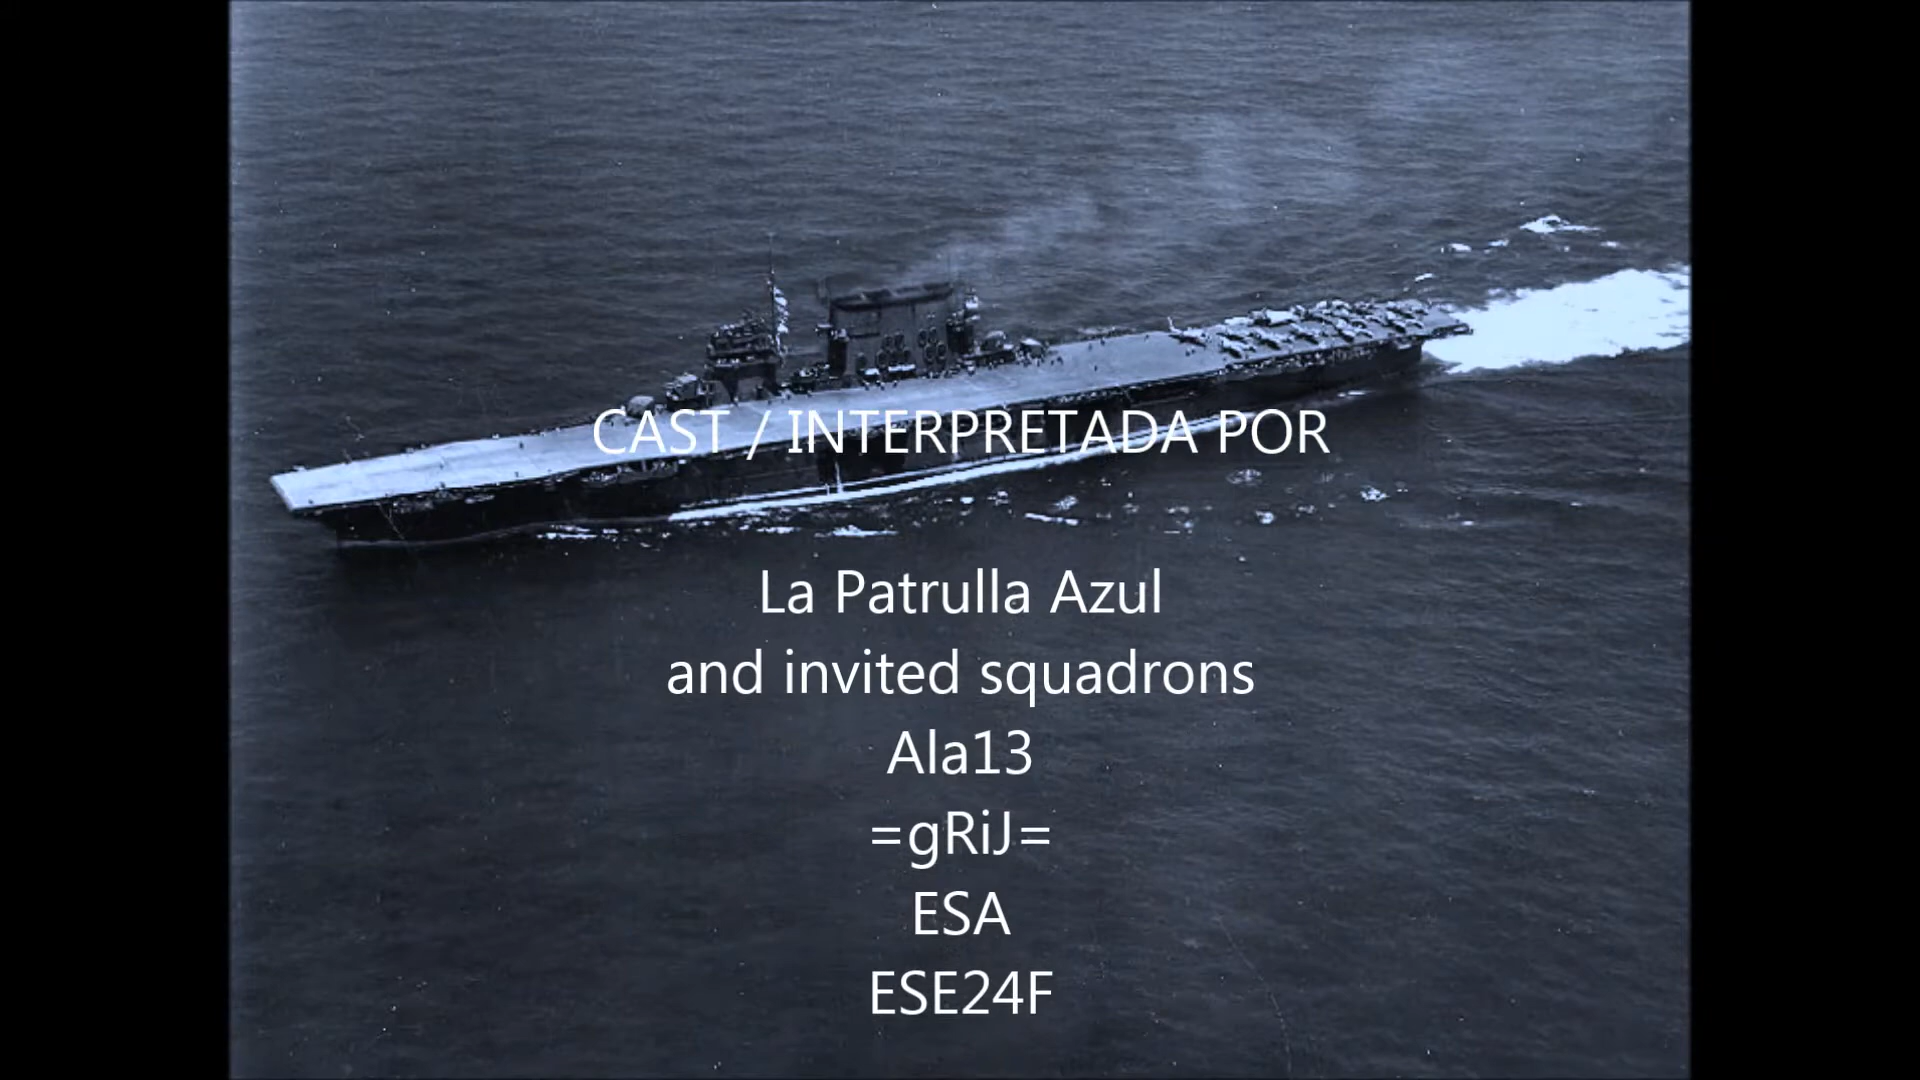 CAST / INTERPRETADA POR
La Patrulla Azul
and invited squadrons
Ala13
=gRiJ=
ESA
ESE24F